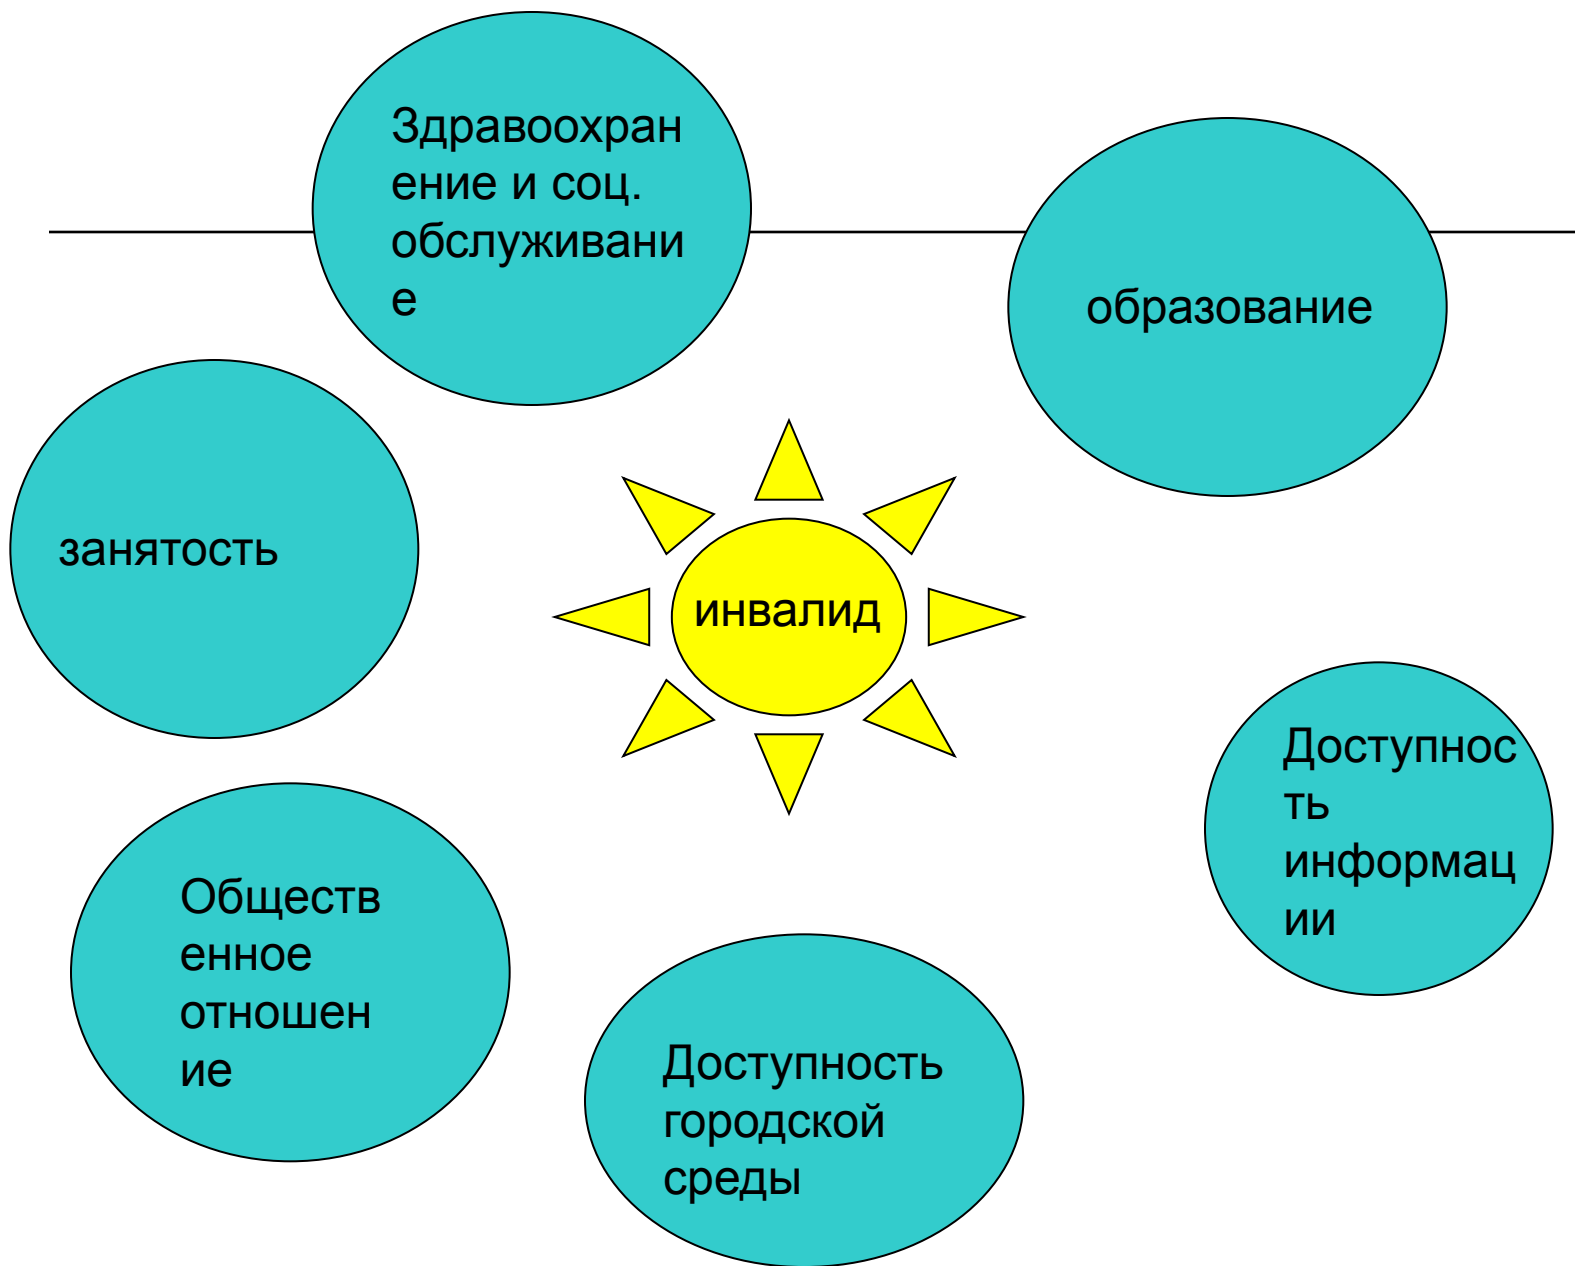 Здравоохран
ение и соц.
обслуживани
е
образование
занятость
инвалид
Доступнос
ть
информац
ии
Обществ
енное
отношен
ие
Доступность
городской
среды